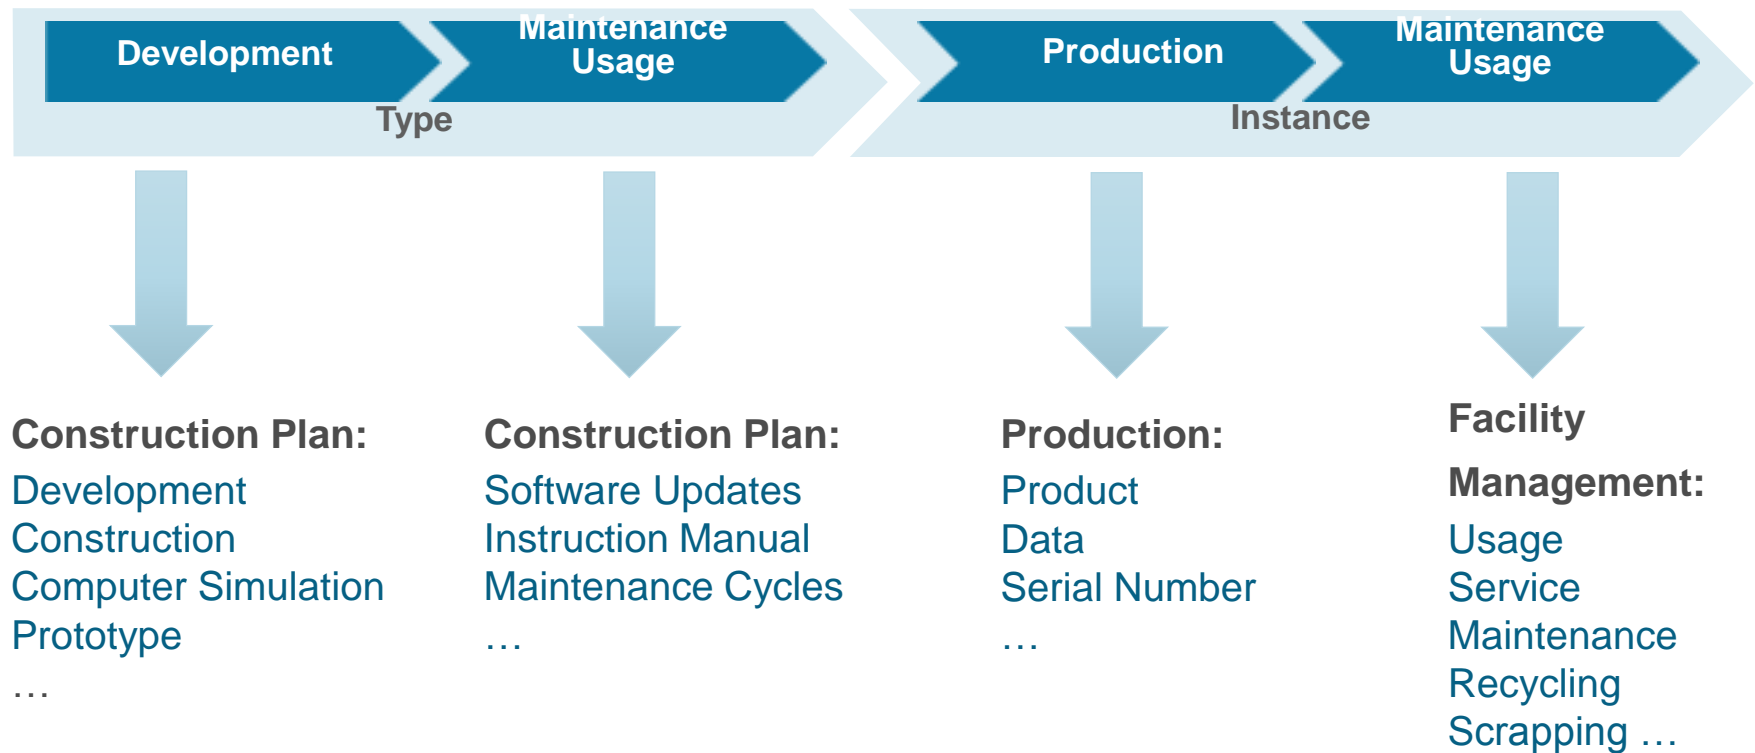 Development
Maintenance
Usage
Production
Maintenance
Usage
Type
Instance
Construction Plan:
Development
Construction
Computer Simulation
Prototype
…
Construction Plan:
Software Updates
Instruction Manual
Maintenance Cycles
…
Production:
Product
Data
Serial Number
…
Facility
Management:
Usage
Service
Maintenance
Recycling
Scrapping …